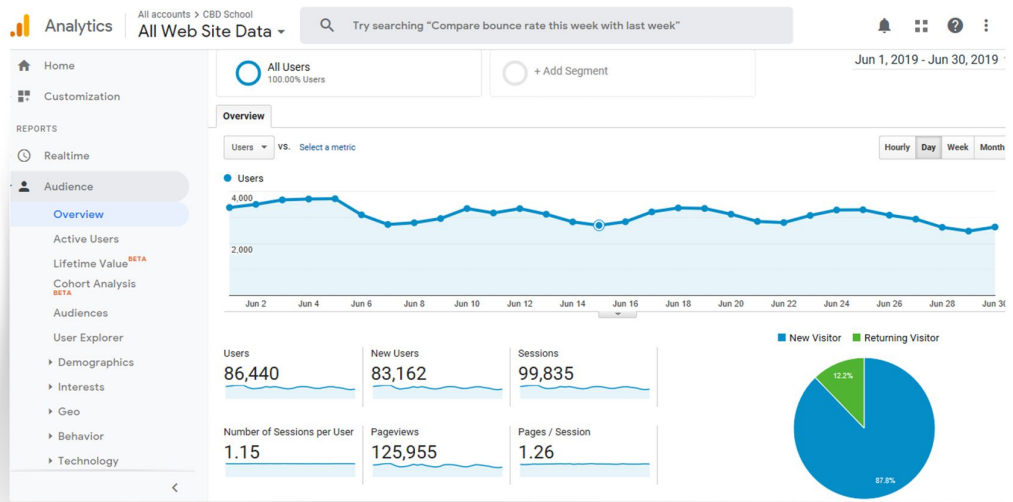 Analytics
All accounts > CBD School
All Web Site Data
Try searching “Compare bounce rate this week with last week”
Home
Customization
REPORTS
Realtime
Audience
Overview
Active Users
Lifetime Value BETA
Cohort Analysis
BETA
Audiences
User Explorer
Demographics
Interests
Geo
Behavior
Technology
All Users
100.00% Users
+ Add Segment
Jun 1, 2019 - Jun 30, 2019
Overview
Users VS. Select a metric
Hourly Day Week Month
Users
4,000
2,000
Jun 2 Jun 4 Jun 6 Jun 8 Jun 10 Jun 12 Jun 14 Jun 16 Jun 18 Jun 20 Jun 22 Jun 24 Jun 26 Jun 28 Jun 30
New Visitor Returning Visitor
Users
86,440
New Users
83,162
Sessions
99,835
Number of Sessions per User
1.15
Pageviews
125,955
Pages / Session
1.26
12.2%
87.8%